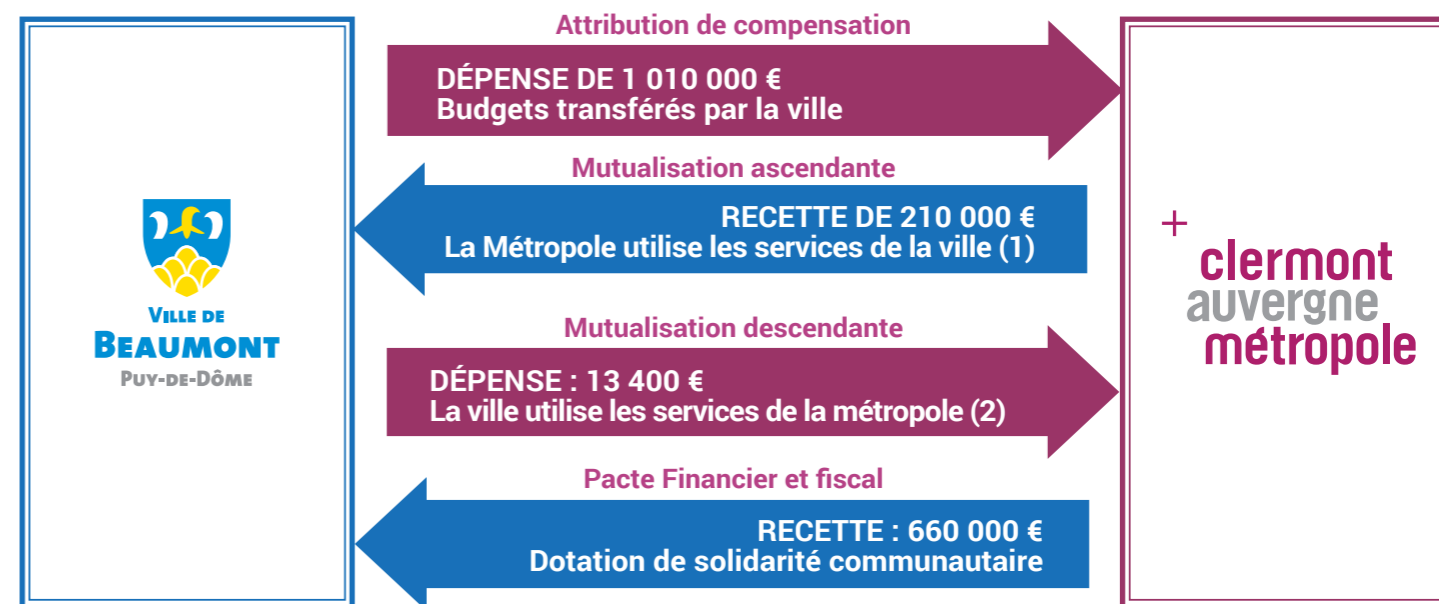 Attribution de compensation
DÉPENSE DE 1 010 000 €
Budgets transférés par la ville
Mutualisation ascendante
RECETTE DE 210 000 €
La Métropole utilise les services de la ville (1)
VILLE DE
BEAUMONT
PUY-DE-DÔME
+
clermont
auvergne
métropole
Mutualisation descendante
DÉPENSE : 13 400 €
La ville utilise les services de la métropole (2)
Pacte Financier et fiscal
RECETTE : 660 000 €
Dotation de solidarité communautaire